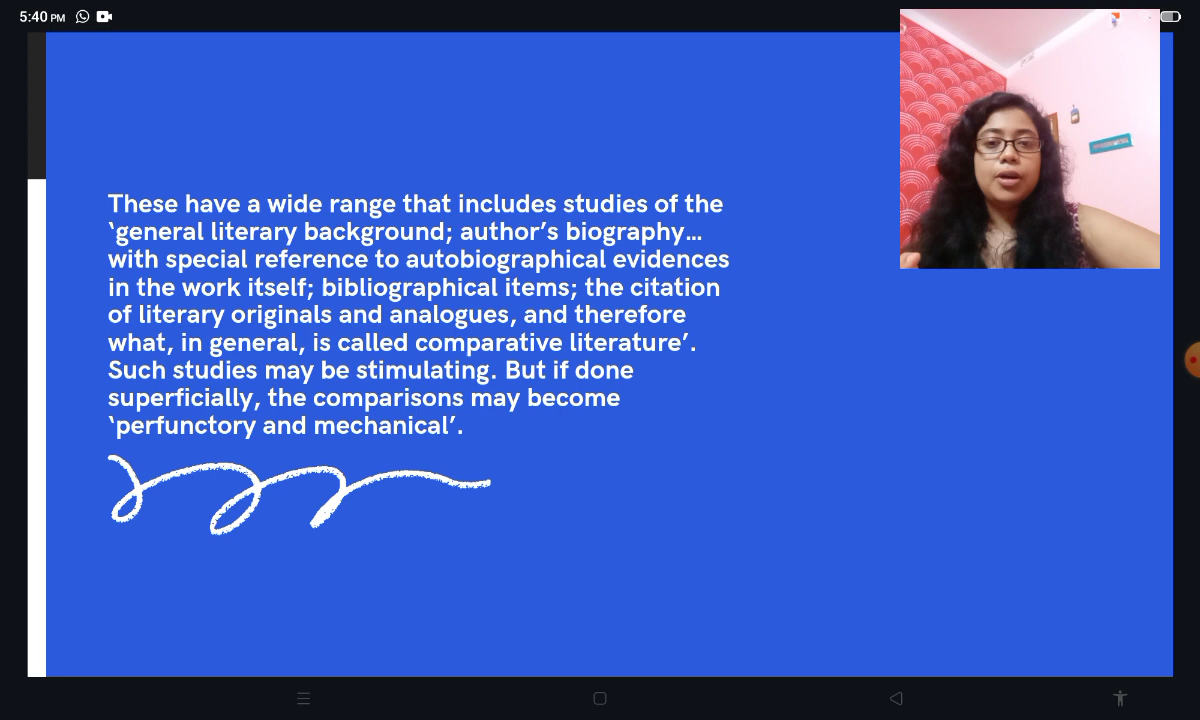 5:40 PM
These have a wide range that includes studies of the
‘general literary background; author’s biography...
with special reference to autobiographical evidences
in the work itself; bibliographical items; the citation
of literary originals and analogues, and therefore
what, in general, is called comparative literature’.
Such studies may be stimulating. But if done
superficially, the comparisons may become
‘perfunctory and mechanical’.